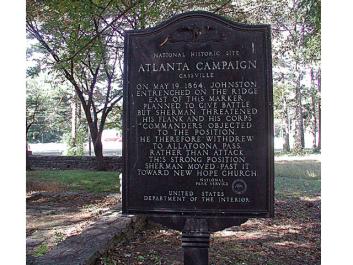 NATIONAL HISTORIC SITE
ATLANTA CAMPAIGN
CASSVILLE
ON MAY 19, 1864, JOHNSTON
ENTRENCHED ON THE RIDGE
EAST OF THIS MARKER,
PLANNED TO GIVE BATTLE
BUT SHERMAN THREATENED
HIS FLANK AND HIS CORPS
COMMANDERS OBJECTED
TO THE POSITION.
HE THEREFORE WITHDREW
TO ALLATOONA PASS.
RATHER THAN ATTACK
THIS STRONG POSITION
SHERMAN MOVED PAST IT
TOWARD NEW HOPE CHURCH.
NATIONAL
PARK SERVICE
UNITED STATES
DEPARTMENT OF THE INTERIOR